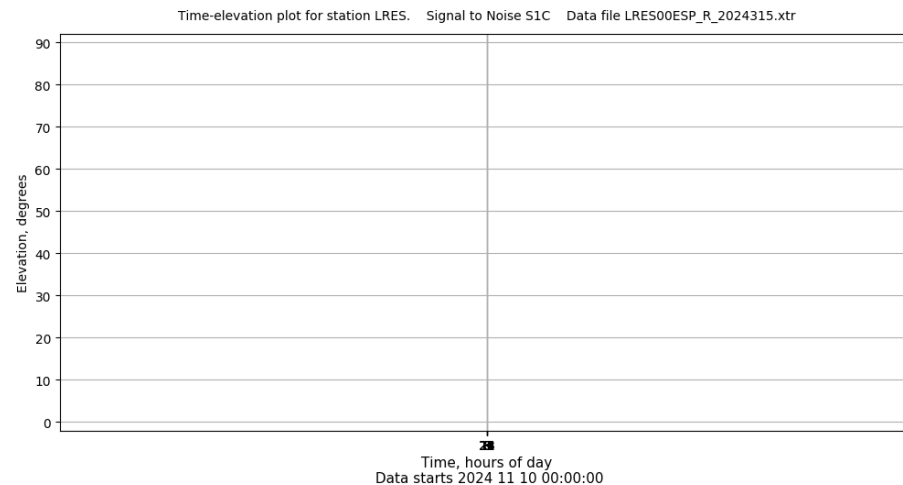 Time-elevation plot for station LRES. Signal to Noise S1C Data file LRES00ESP_R_2024315.xtr
90
80
70
60
50
40
30
20
10
0
Elevation, degrees
Time, hours of day
Data starts 2024 11 10 00:00:00